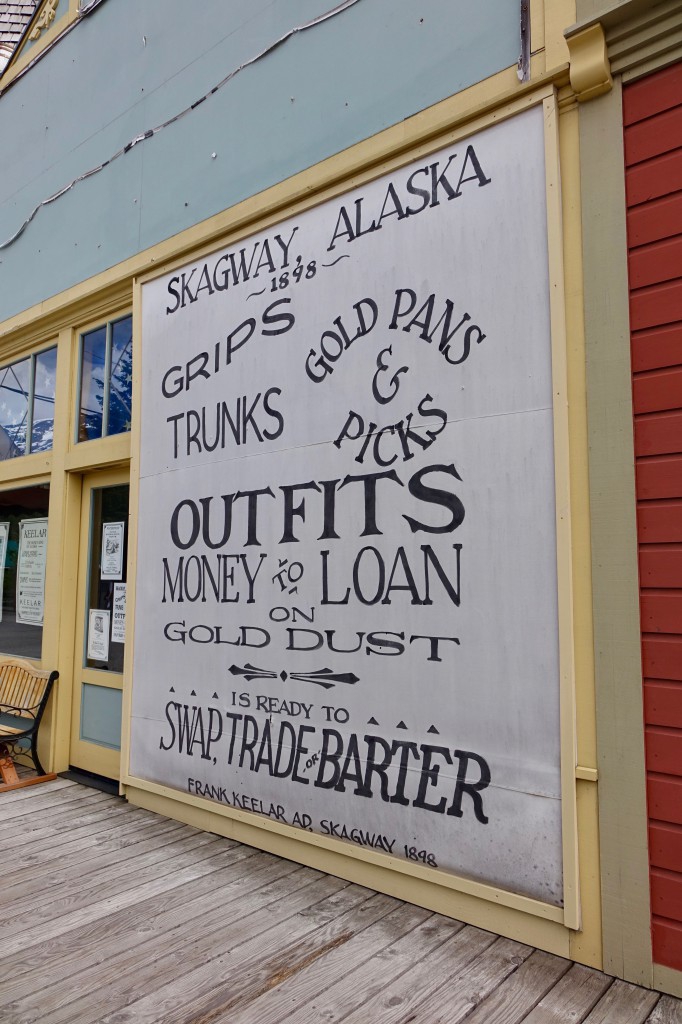 SKAGWAY, ALASKA
~1898~
GRIPS
TRUNKS
GOLD PANS
&
PICKS
OUTFITS
MONEY TO LOAN
ON
GOLD DUST
IS READY TO
SWAP, TRADE OR BARTER
FRANK KEELAR AD, SKAGWAY 1898
KEELAR